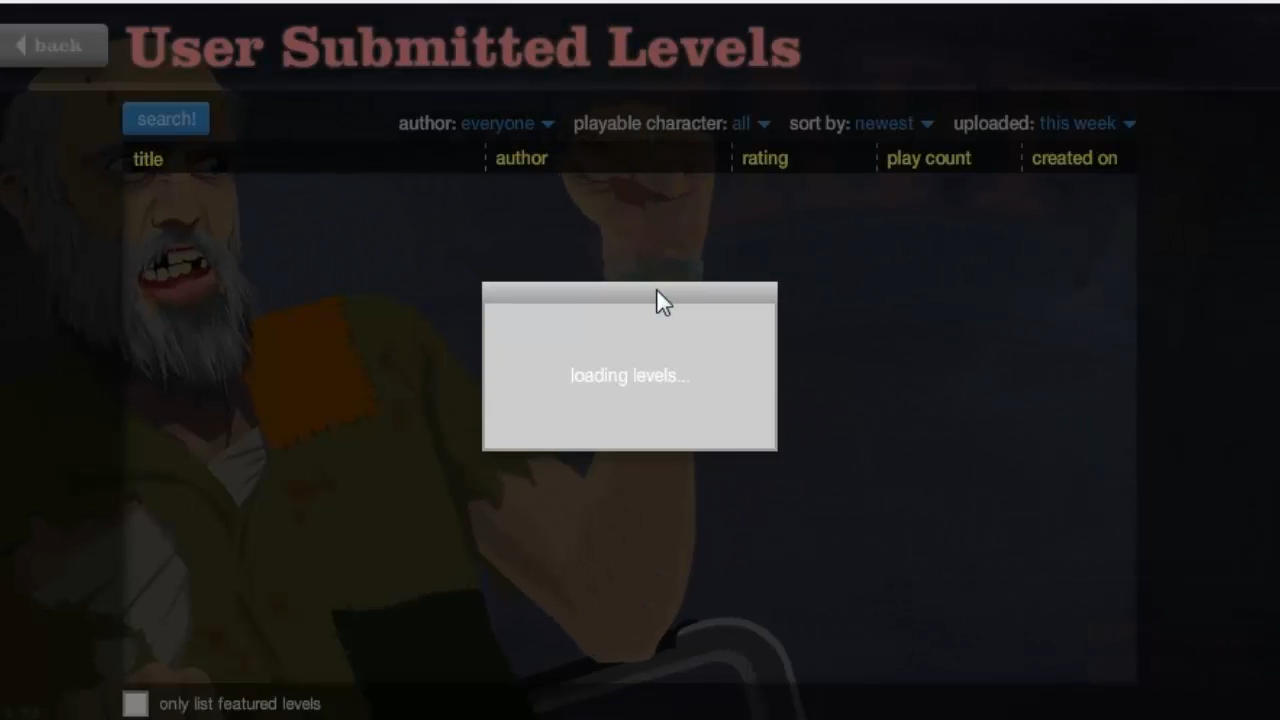 back
User Submitted Levels
search!
author: everyone playable character: all sort by: newest uploaded: this week
title author rating play count created on
loading levels...
only list featured levels